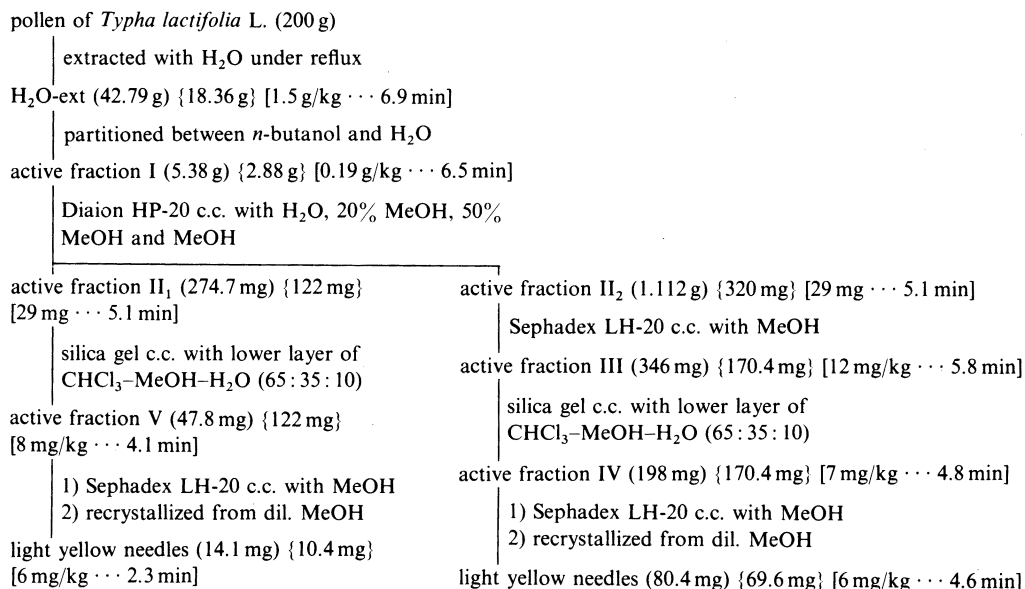 pollen of Typha lactifolia L. (200 g)
extracted with H₂O under reflux
H₂O-ext (42.79 g) {18.36 g} [1.5 g/kg ··· 6.9 min]
partitioned between n-butanol and H₂O
active fraction I (5.38 g) {2.88 g} [0.19 g/kg ··· 6.5 min]
Diaion HP-20 c.c. with H₂O, 20% MeOH, 50%
MeOH and MeOH
active fraction II₁ (274.7 mg) {122 mg}
[29 mg ··· 5.1 min]
silica gel c.c. with lower layer of
CHCl₃–MeOH–H₂O (65 : 35 : 10)
active fraction V (47.8 mg) {122 mg}
[8 mg/kg ··· 4.1 min]
1) Sephadex LH-20 c.c. with MeOH
2) recrystallized from dil. MeOH
light yellow needles (14.1 mg) {10.4 mg}
[6 mg/kg ··· 2.3 min]
active fraction II₂ (1.112 g) {320 mg} [29 mg ··· 5.1 min]
Sephadex LH-20 c.c. with MeOH
active fraction III (346 mg) {170.4 mg} [12 mg/kg ··· 5.8 min]
silica gel c.c. with lower layer of
CHCl₃–MeOH–H₂O (65 : 35 : 10)
active fraction IV (198 mg) {170.4 mg} [7 mg/kg ··· 4.8 min]
1) Sephadex LH-20 c.c. with MeOH
2) recrystallized from dil. MeOH
light yellow needles (80.4 mg) {69.6 mg} [6 mg/kg ··· 4.6 min]